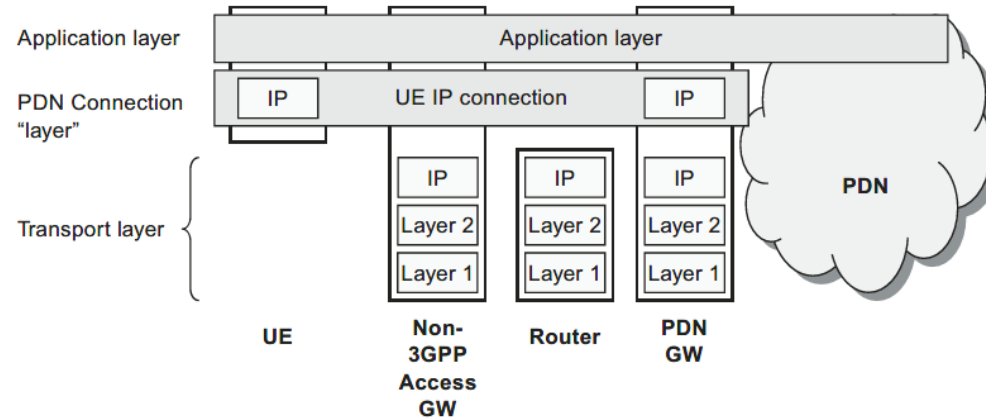 Application layer
Application layer
PDN Connection
“layer”
IP
UE IP connection
IP
Transport layer
IP
IP
IP
Layer 2
Layer 2
Layer 2
Layer 1
Layer 1
Layer 1
PDN
UE
Non-
3GPP
Access
GW
Router
PDN
GW